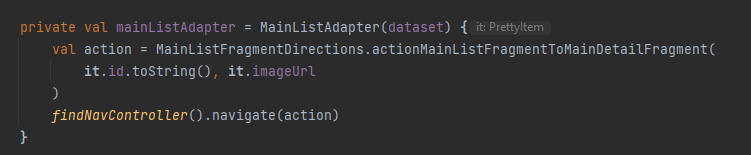 private val mainListAdapter = MainListAdapter(dataset) { it: PrettyItem
    val action = MainListFragmentDirections.actionMainListFragmentToMainDetailFragment(
        it.id.toString(), it.imageUrl
    )
    findNavController().navigate(action)
}